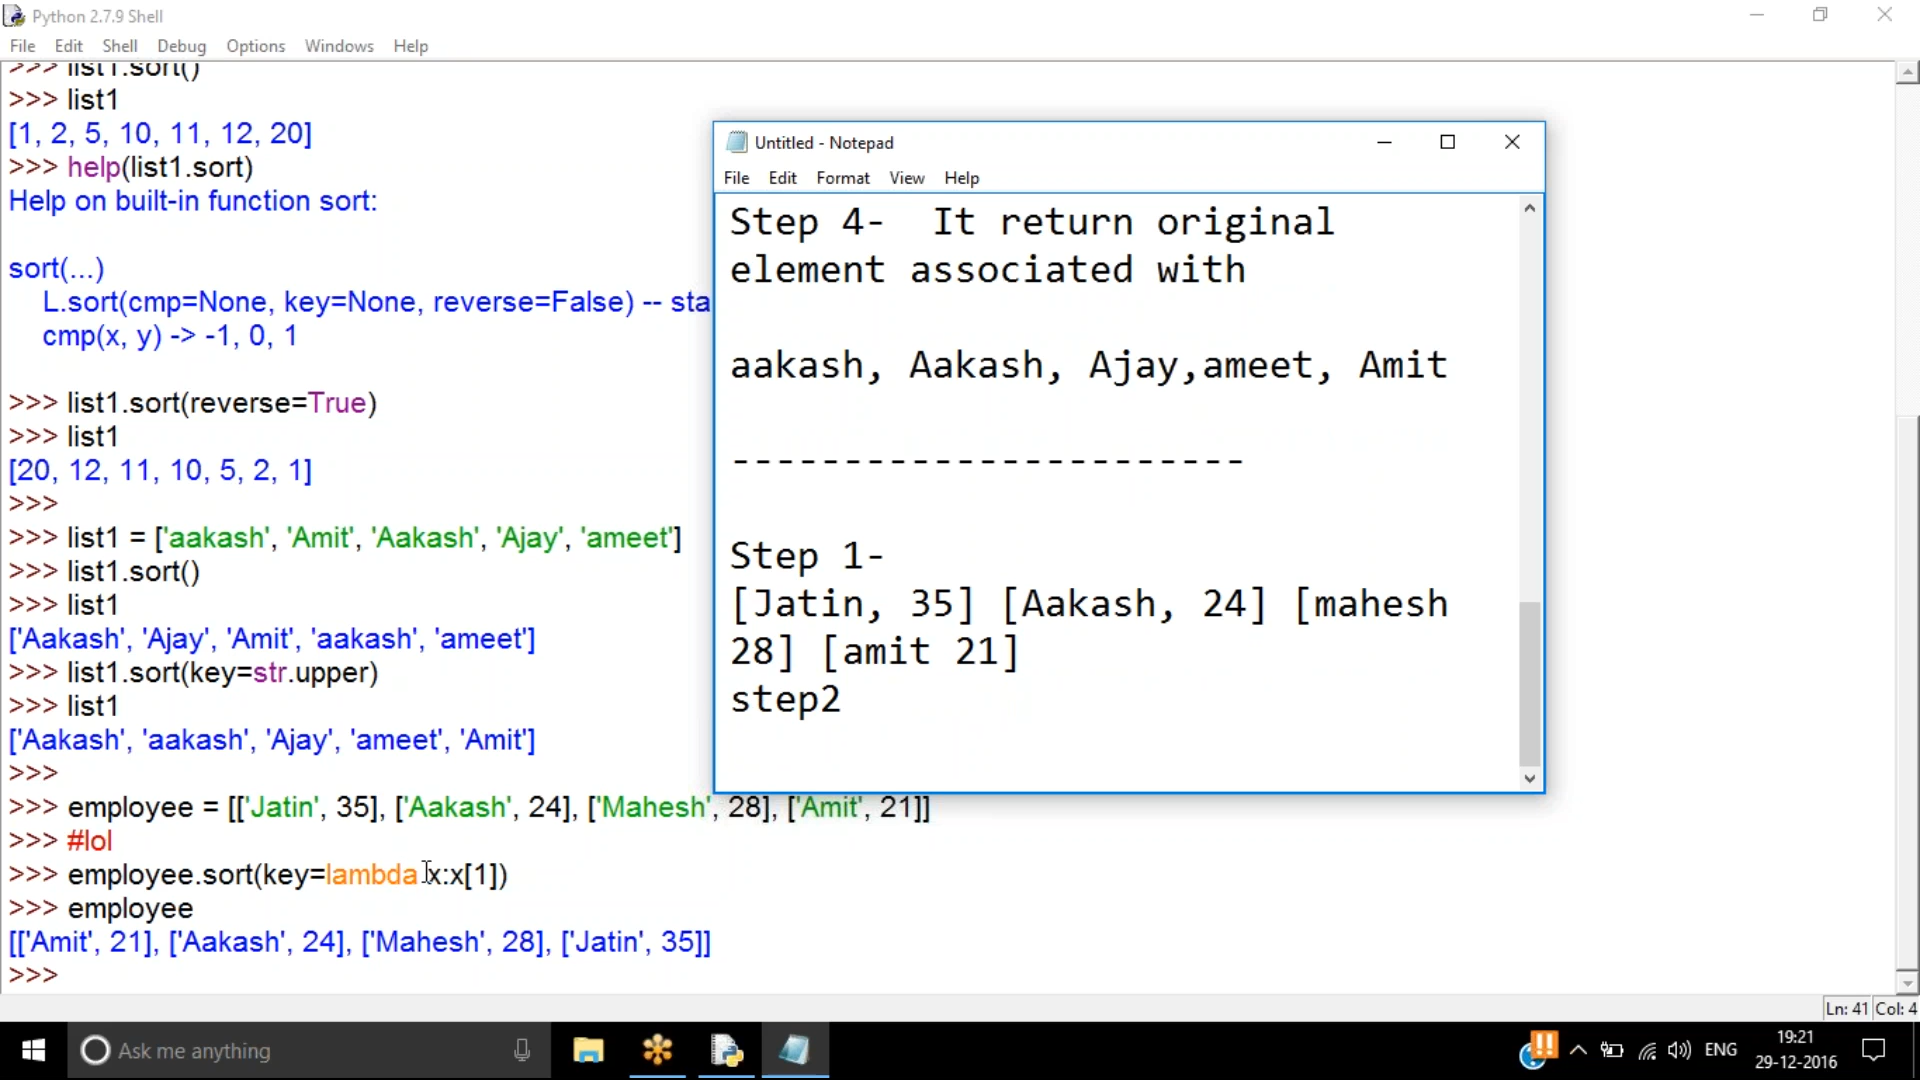 Python 2.7.9 Shell
File Edit Shell Debug Options Windows Help
>>> list1.sort()
>>> list1
[1, 2, 5, 10, 11, 12, 20]
>>> help(list1.sort)
Help on built-in function sort:
sort(...)
L.sort(cmp=None, key=None, reverse=False) -- sta
cmp(x, y) -> -1, 0, 1
>>> list1.sort(reverse=True)
>>> list1
[20, 12, 11, 10, 5, 2, 1]
>>>
>>> list1 = ['aakash', 'Amit', 'Aakash', 'Ajay', 'ameet']
>>> list1.sort()
>>> list1
['Aakash', 'Ajay', 'Amit', 'aakash', 'ameet']
>>> list1.sort(key=str.upper)
>>> list1
['Aakash', 'aakash', 'Ajay', 'ameet', 'Amit']
>>>
>>> employee = [['Jatin', 35], ['Aakash', 24], ['Mahesh', 28], ['Amit', 21]]
>>> #lol
>>> employee.sort(key=lambda x:x[1])
>>> employee
[['Amit', 21], ['Aakash', 24], ['Mahesh', 28], ['Jatin', 35]]
>>>
Untitled - Notepad
File Edit Format View Help
Step 4-  It return original
element associated with
aakash, Aakash, Ajay,ameet, Amit
-----------------------
Step 1-
[Jatin, 35] [Aakash, 24] [mahesh
28] [amit 21]
step2
Ln: 41 Col: 4
Ask me anything
ENG
19:21
29-12-2016